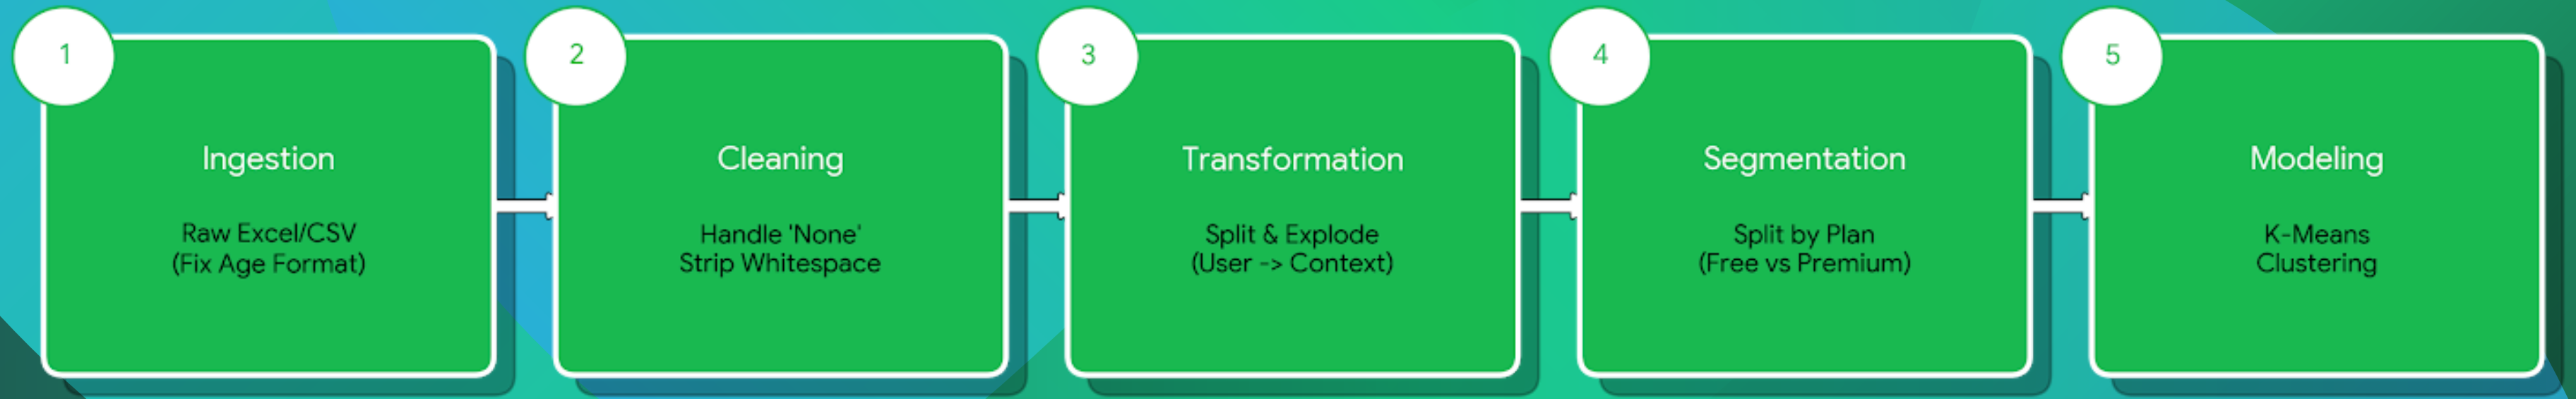 1
Ingestion
Raw Excel/CSV
(Fix Age Format)
2
Cleaning
Handle 'None'
Strip Whitespace
3
Transformation
Split & Explode
(User -> Context)
4
Segmentation
Split by Plan
(Free vs Premium)
5
Modeling
K-Means
Clustering